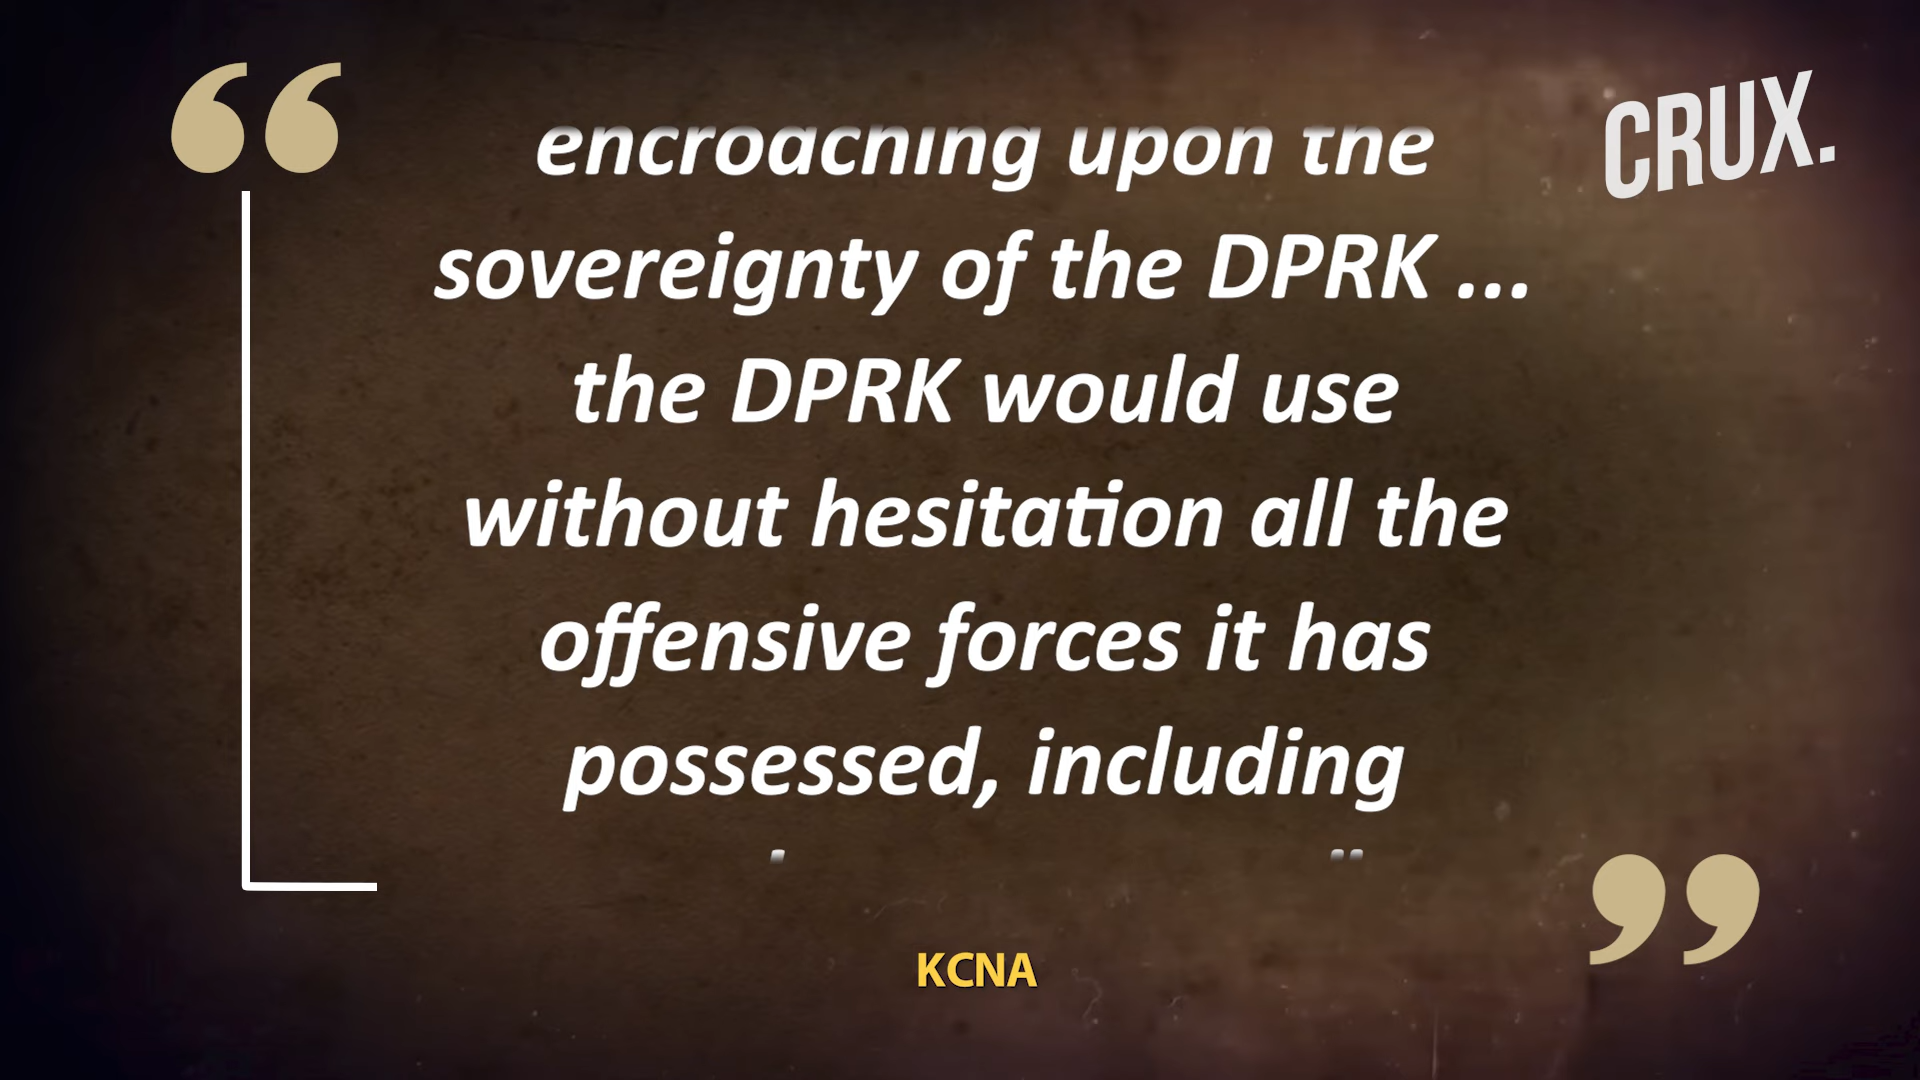 “
CRUX.
encroaching upon the
sovereignty of the DPRK ...
the DPRK would use
without hesitation all the
offensive forces it has
possessed, including
”
KCNA